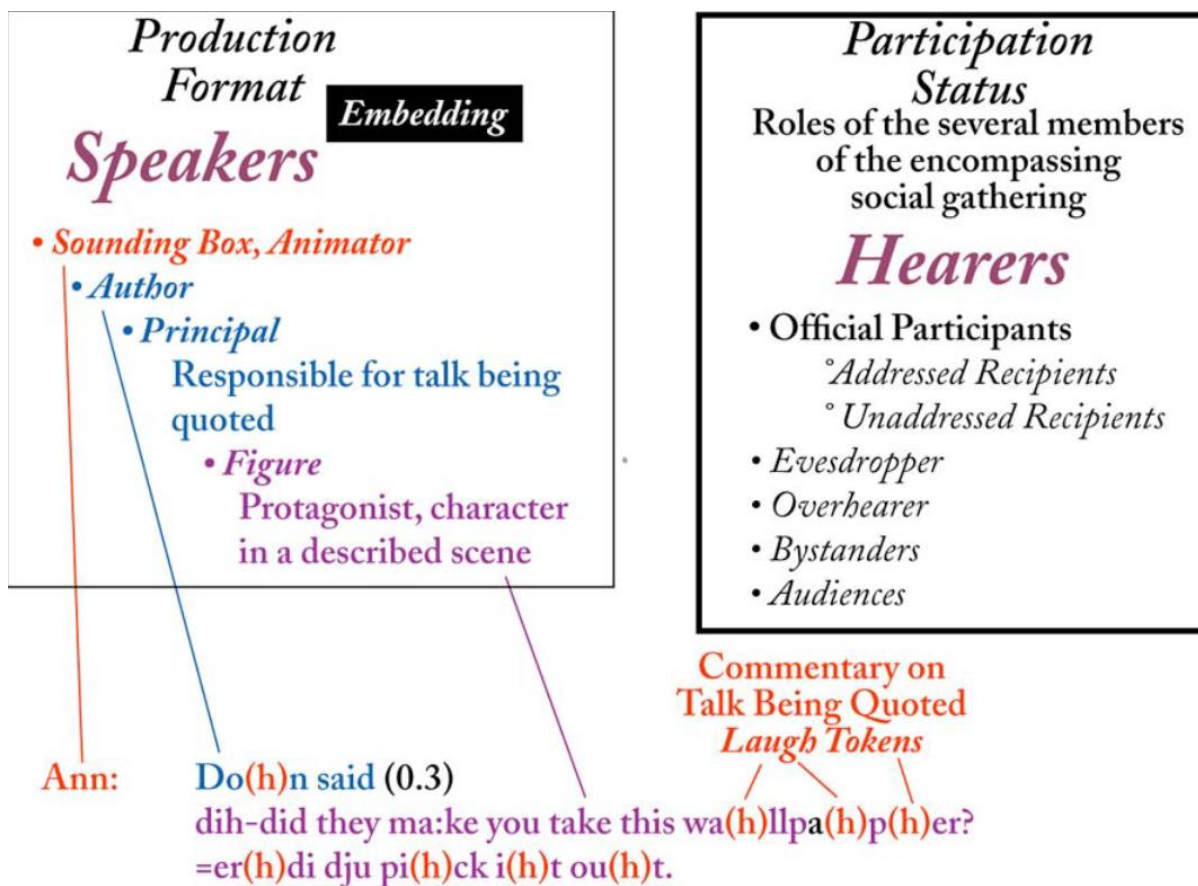 Production
Format
Embedding
Speakers
• Sounding Box, Animator
• Author
• Principal
Responsible for talk being
quoted
• Figure
Protagonist, character
in a described scene
Participation
Status
Roles of the several members
of the encompassing
social gathering
Hearers
• Official Participants
°Addressed Recipients
° Unaddressed Recipients
• Evesdropper
• Overhearer
• Bystanders
• Audiences
Commentary on
Talk Being Quoted
Laugh Tokens
Ann: Do(h)n said (0.3)
dih-did they ma:ke you take this wa(h)llpa(h)p(h)er?
=er(h)di dju pi(h)ck i(h)t ou(h)t.